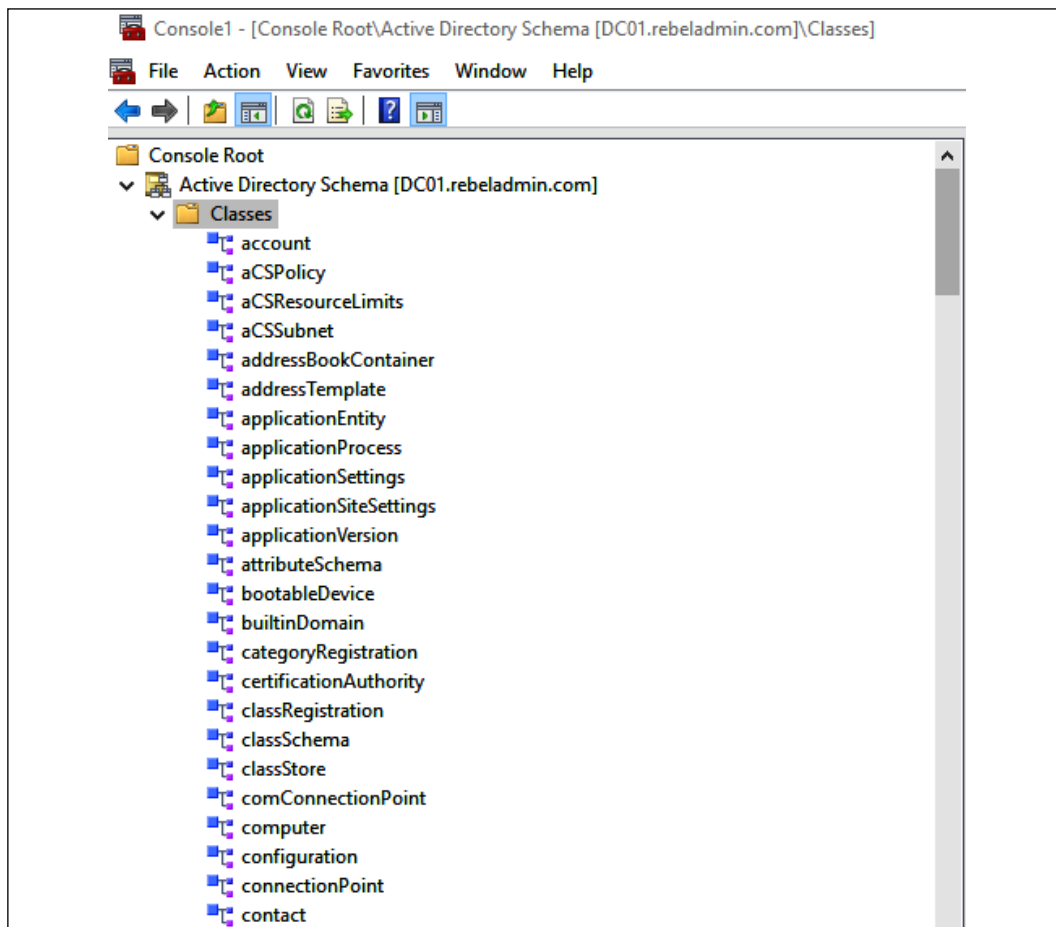 Console1 - [Console Root\Active Directory Schema [DC01.rebeladmin.com]\Classes]
File Action View Favorites Window Help
Console Root
Active Directory Schema [DC01.rebeladmin.com]
Classes
account
aCSPolicy
aCSResourceLimits
aCSSubnet
addressBookContainer
addressTemplate
applicationEntity
applicationProcess
applicationSettings
applicationSiteSettings
applicationVersion
attributeSchema
bootableDevice
builtinDomain
categoryRegistration
certificationAuthority
classRegistration
classSchema
classStore
comConnectionPoint
computer
configuration
connectionPoint
contact